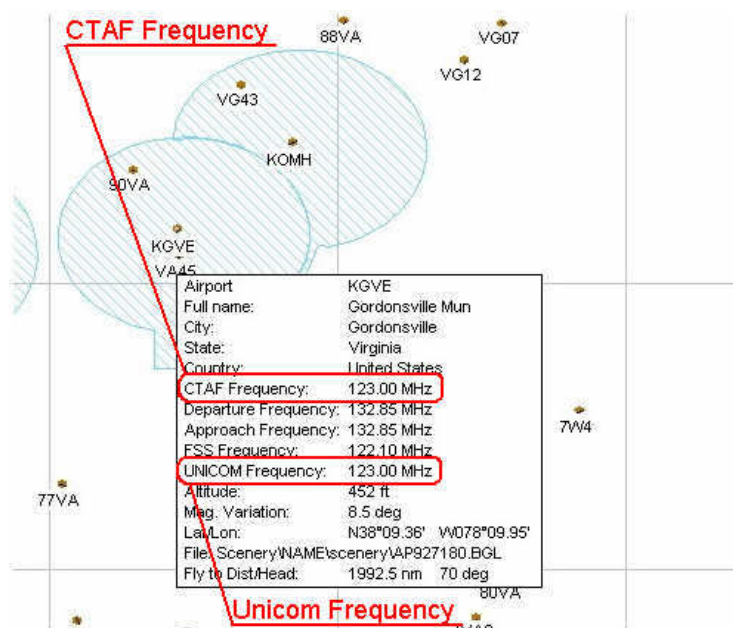 CTAF Frequency
88VA
VG07
VG12
VG43
KOMH
90VA
KGVE
VA45
Airport KGVE
Full name: Gordonsville Mun
City: Gordonsville
State: Virginia
Country: United States
CTAF Frequency: 123.00 MHz
Departure Frequency: 132.85 MHz
Approach Frequency: 132.85 MHz
FSS Frequency: 122.10 MHz
UNICOM Frequency: 123.00 MHz
Altitude: 452 ft
Mag. Variation: 8.5 deg
Lat/Lon: N38°09.36' W078°09.95'
File: Scenery\NAME\scenery\AP927180.BGL
Fly to Dist/Head: 1992.5 nm 70 deg
7W4
77VA
80VA
Unicom Frequency